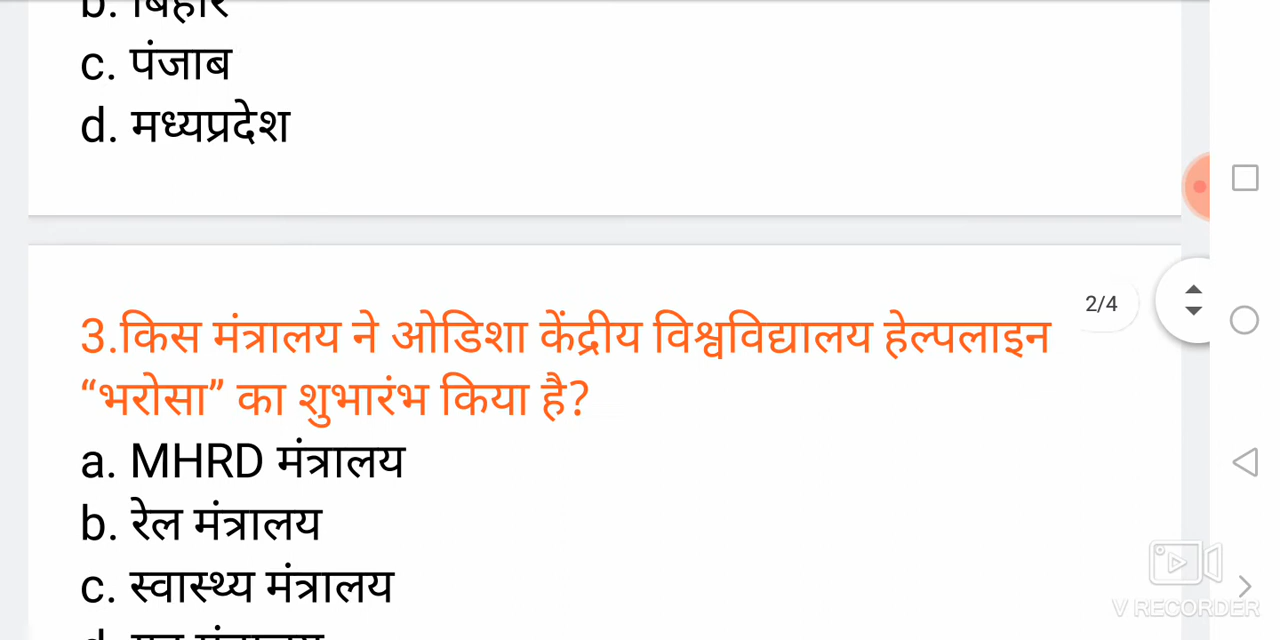 b. बिहार
c. पंजाब
d. मध्यप्रदेश
2/4
3.किस मंत्रालय ने ओडिशा केंद्रीय विश्वविद्यालय हेल्पलाइन
“भरोसा” का शुभारंभ किया है?
a. MHRD मंत्रालय
b. रेल मंत्रालय
c. स्वास्थ्य मंत्रालय
V RECORDER